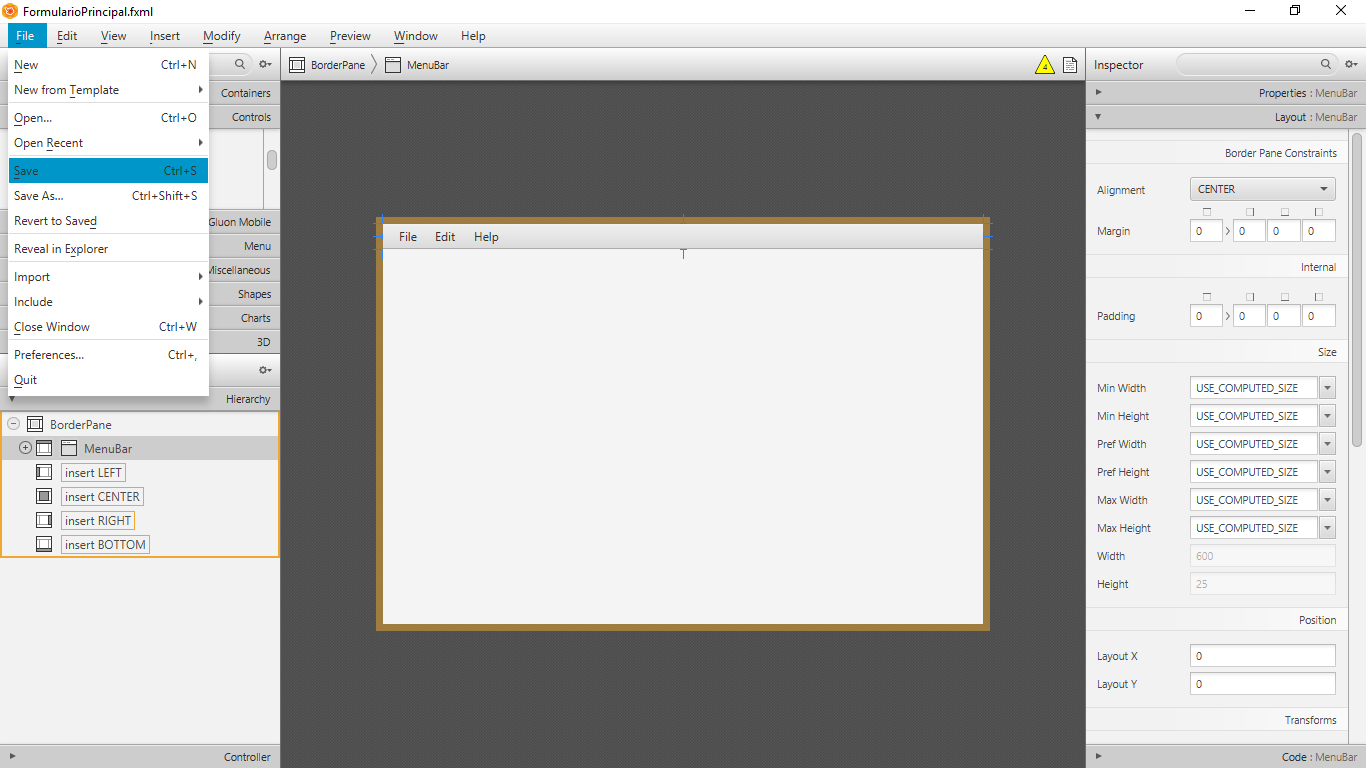 FormularioPrincipal.fxml
File Edit View Insert Modify Arrange Preview Window Help
New Ctrl+N
New from Template
Open... Ctrl+O
Open Recent
Save Ctrl+S
Save As... Ctrl+Shift+S
Revert to Saved
Reveal in Explorer
Import
Include
Close Window Ctrl+W
Preferences... Ctrl+,
Quit
Containers
Controls
Gluon Mobile
Menu
Miscellaneous
Shapes
Charts
3D
Hierarchy
BorderPane
MenuBar
insert LEFT
insert CENTER
insert RIGHT
insert BOTTOM
Controller
BorderPane MenuBar
4
File Edit Help
Inspector
Properties : MenuBar
Layout : MenuBar
Border Pane Constraints
Alignment CENTER
Margin 0 0 0 0
Internal
Padding 0 0 0 0
Size
Min Width USE_COMPUTED_SIZE
Min Height USE_COMPUTED_SIZE
Pref Width USE_COMPUTED_SIZE
Pref Height USE_COMPUTED_SIZE
Max Width USE_COMPUTED_SIZE
Max Height USE_COMPUTED_SIZE
Width 600
Height 25
Position
Layout X 0
Layout Y 0
Transforms
Code : MenuBar